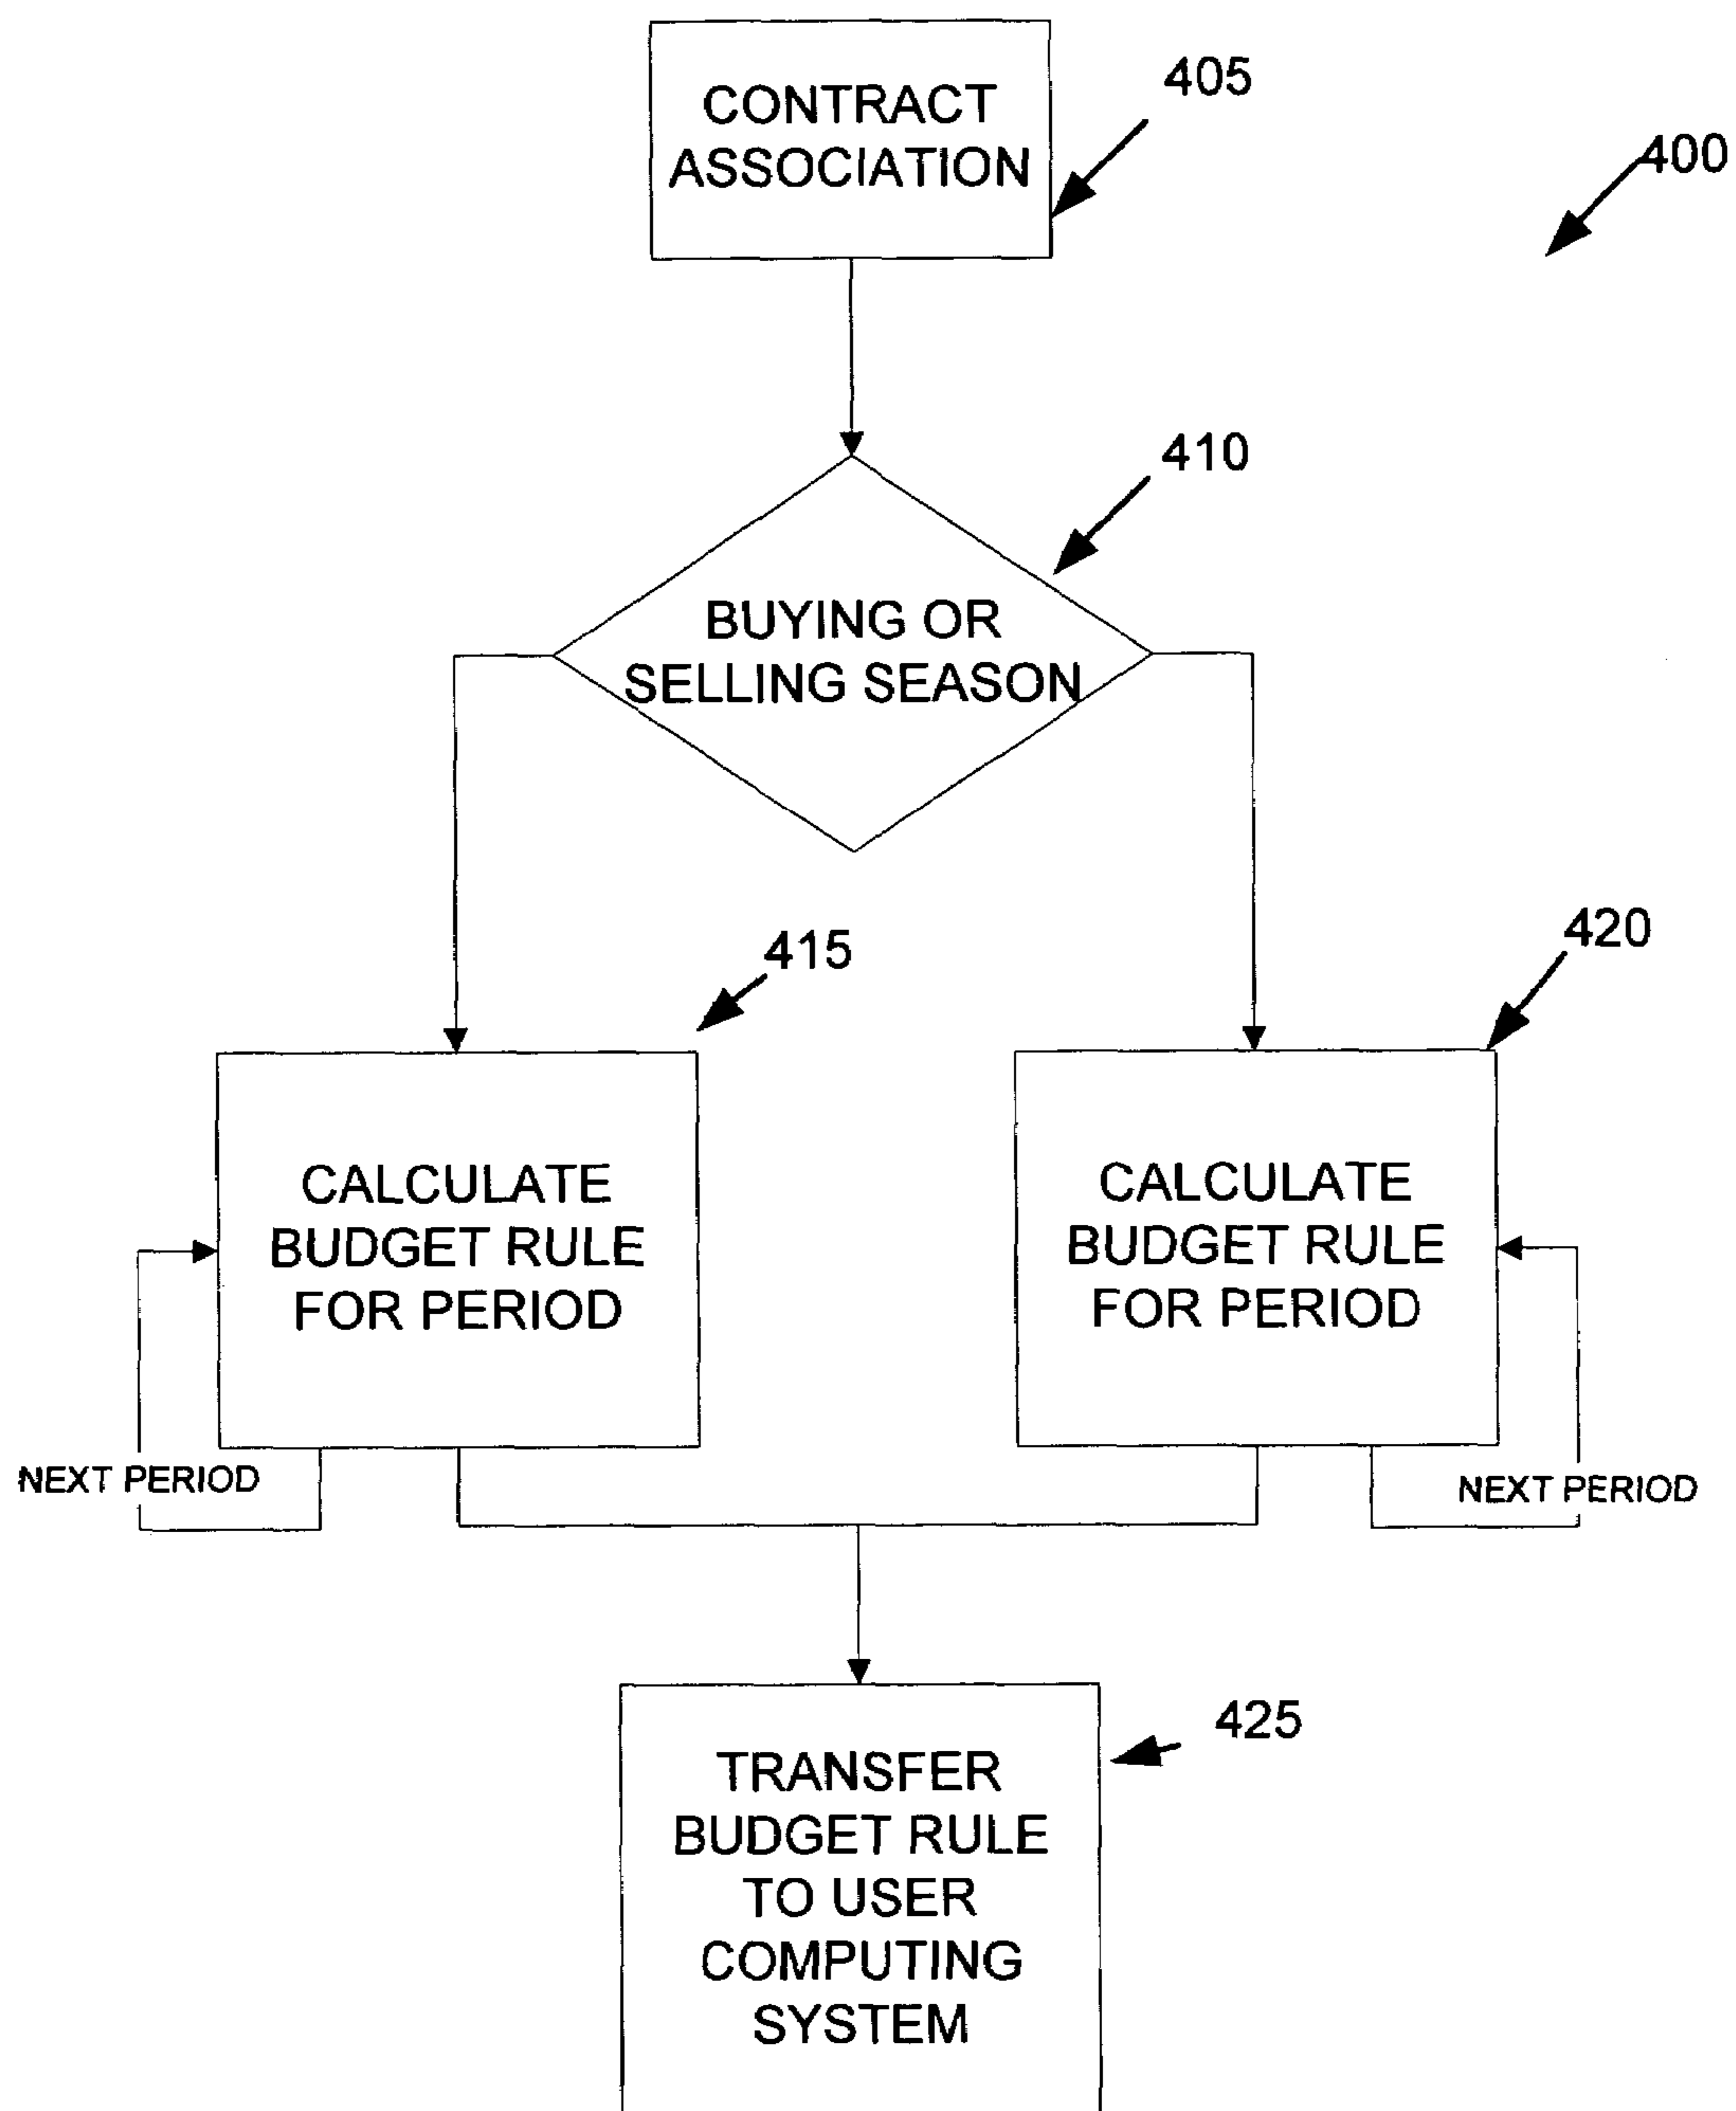 CONTRACT
ASSOCIATION
405
400
410
BUYING OR
SELLING SEASON
415
420
CALCULATE
BUDGET RULE
FOR PERIOD
CALCULATE
BUDGET RULE
FOR PERIOD
NEXT PERIOD
NEXT PERIOD
425
TRANSFER
BUDGET RULE
TO USER
COMPUTING
SYSTEM